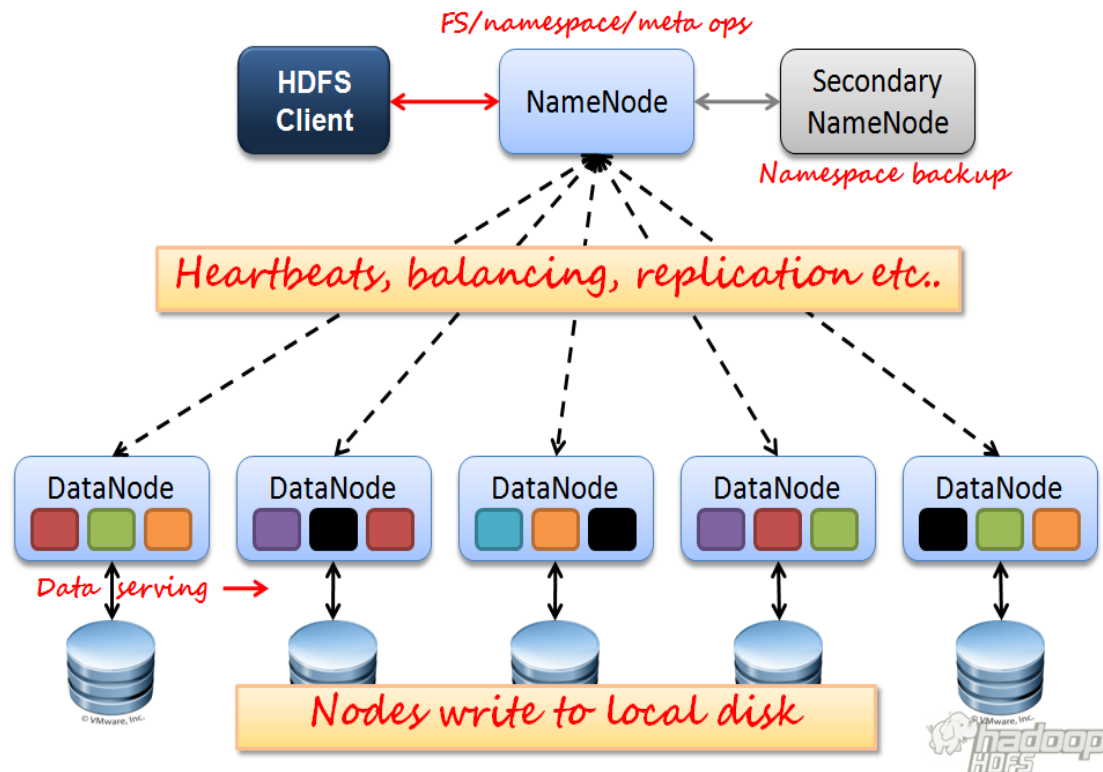 FS/namespace/meta ops
HDFS
Client
NameNode
Secondary
NameNode
Namespace backup
Heartbeats, balancing, replication etc..
DataNode
DataNode
DataNode
DataNode
DataNode
Data serving
© VMware, Inc.
© VMware, Inc.
Nodes write to local disk
hadoop
HDFS